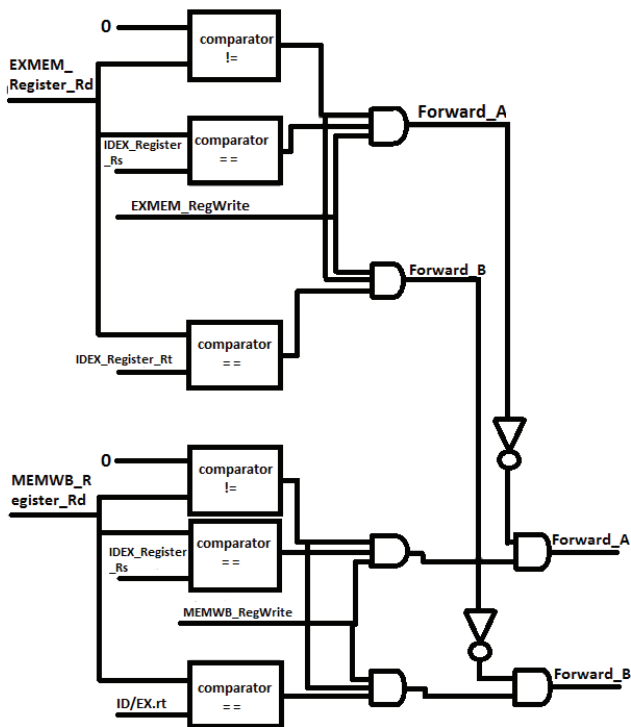 0
comparator
!=
EXMEM_
Register_Rd
Forward_A
IDEX_Register
_Rs
comparator
==
EXMEM_RegWrite
Forward_B
comparator
==
IDEX_Register_Rt
0
comparator
!=
MEMWB_R
egister_Rd
IDEX_Register
_Rs
comparator
==
Forward_A
MEMWB_RegWrite
comparator
==
ID/EX.rt
Forward_B